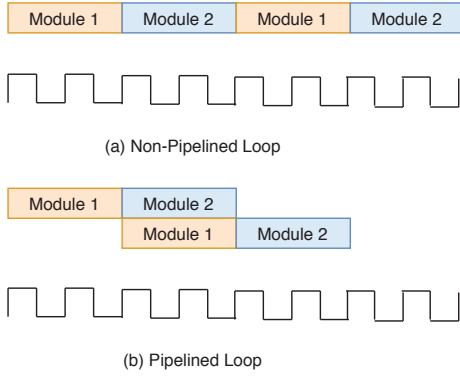 Module 1 Module 2 Module 1 Module 2
(a) Non-Pipelined Loop
Module 1 Module 2
Module 1 Module 2
(b) Pipelined Loop